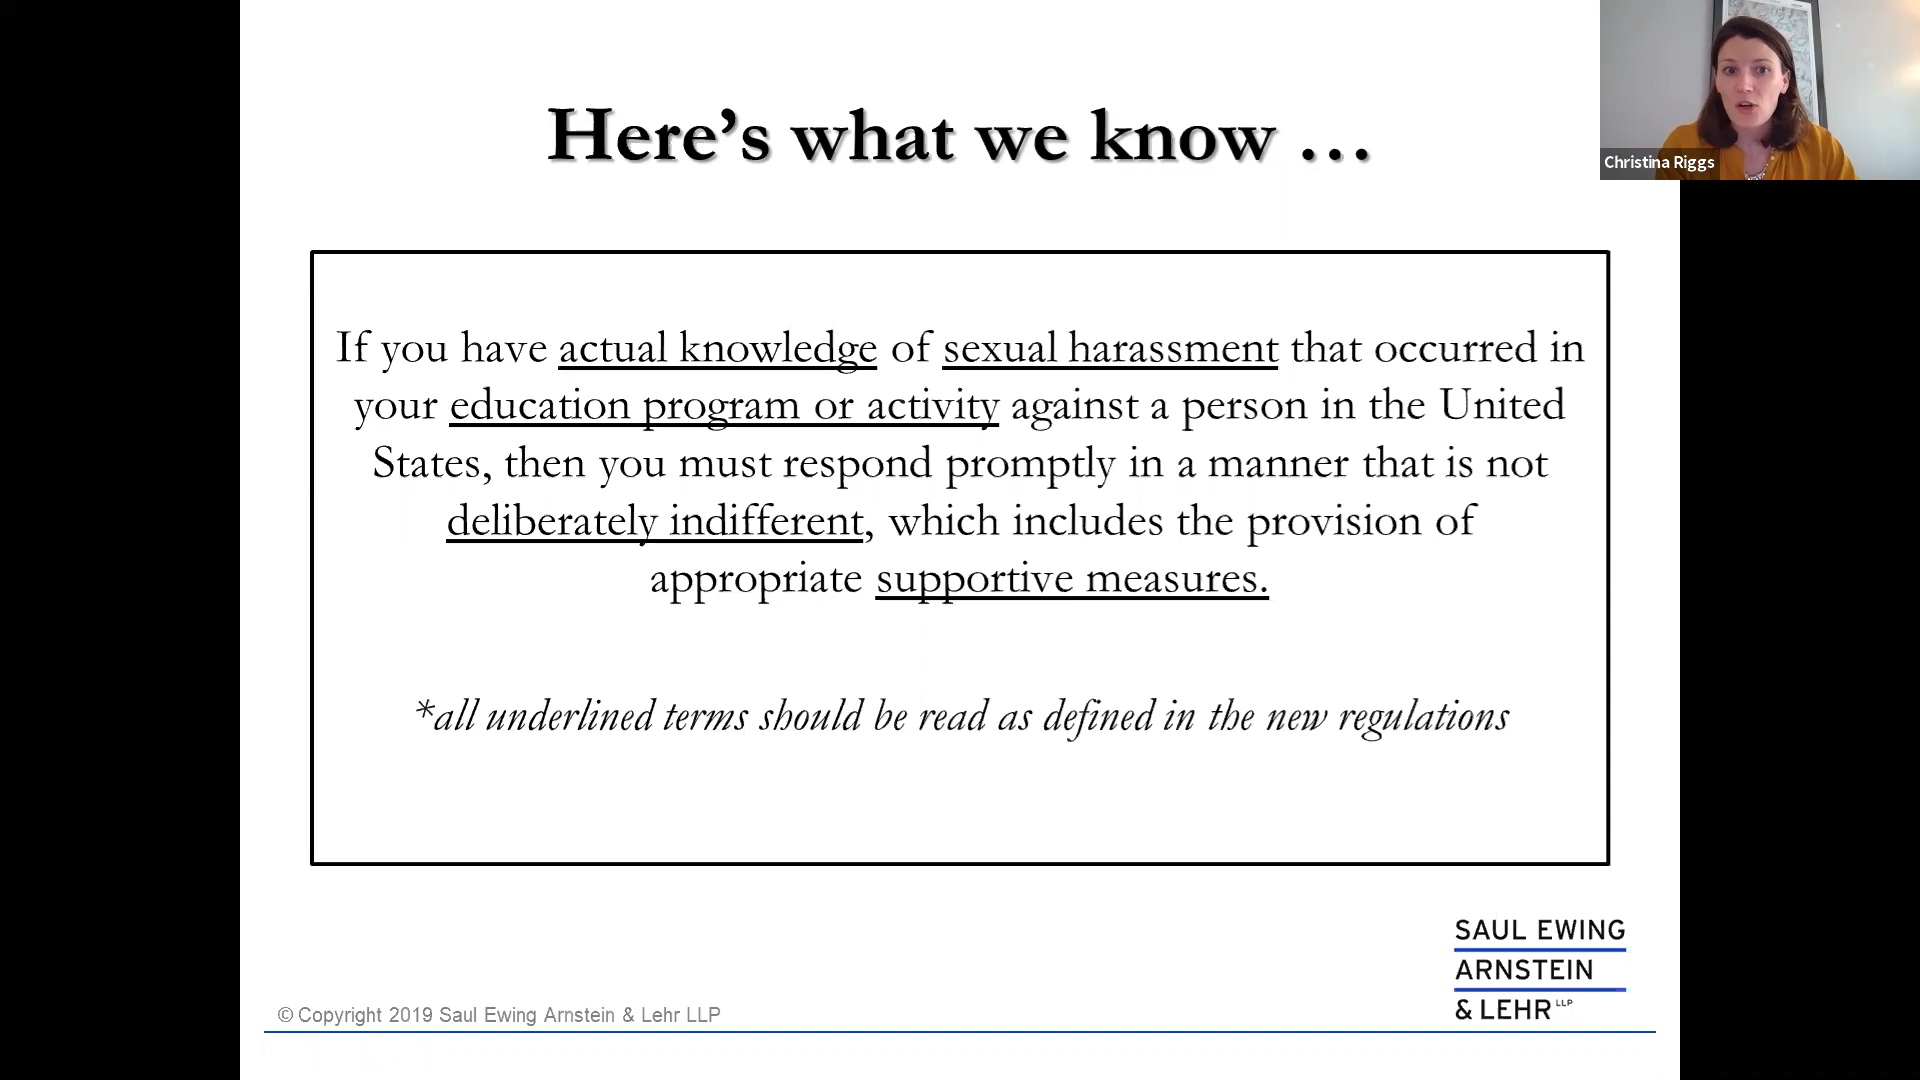 Here’s what we know …
Christina Riggs
If you have actual knowledge of sexual harassment that occurred in
your education program or activity against a person in the United
States, then you must respond promptly in a manner that is not
deliberately indifferent, which includes the provision of
appropriate supportive measures.
*all underlined terms should be read as defined in the new regulations
SAUL EWING
ARNSTEIN
& LEHR LLP
© Copyright 2019 Saul Ewing Arnstein & Lehr LLP